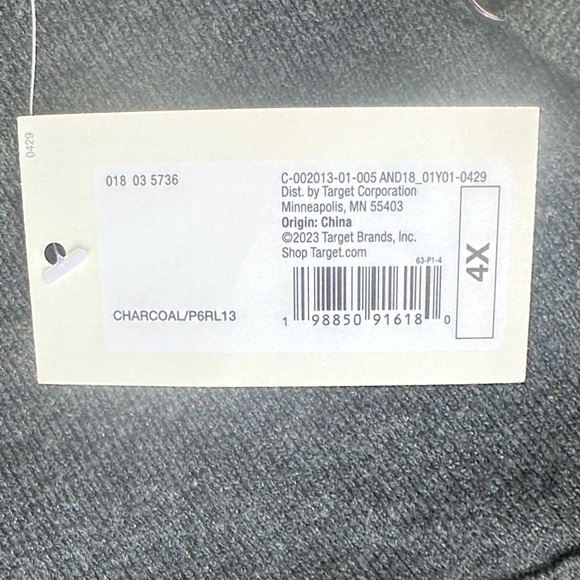 0429
018 03 5736
C-002013-01-005 AND18_01Y01-0429
Dist. by Target Corporation
Minneapolis, MN 55403
Origin: China
©2023 Target Brands, Inc.
Shop Target.com
63-P1-4
4X
CHARCOAL/P6RL13
1 98850 91618 0